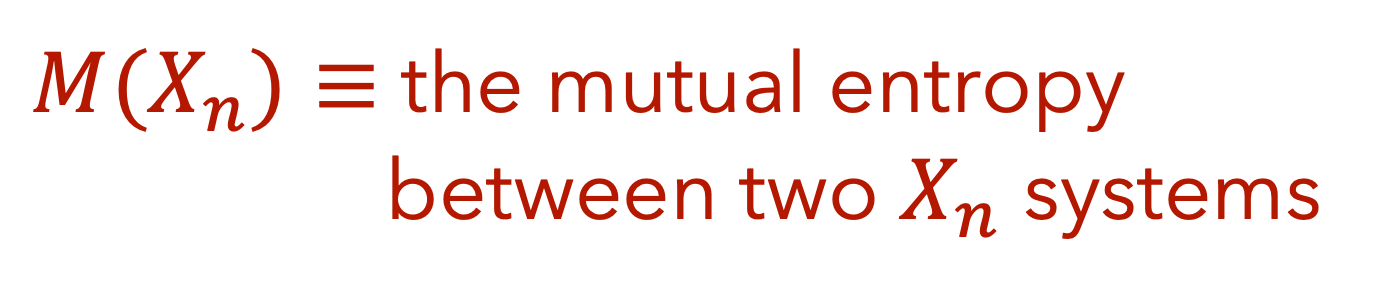 M(Xₙ) ≡ the mutual entropy
between two Xₙ systems